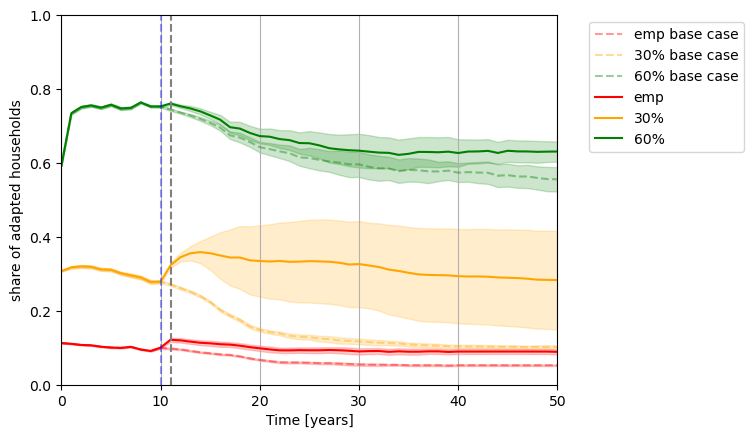 1.0
0.8
0.6
0.4
0.2
0.0
share of adapted households
0 10 20 30 40 50
Time [years]
emp base case
30% base case
60% base case
emp
30%
60%